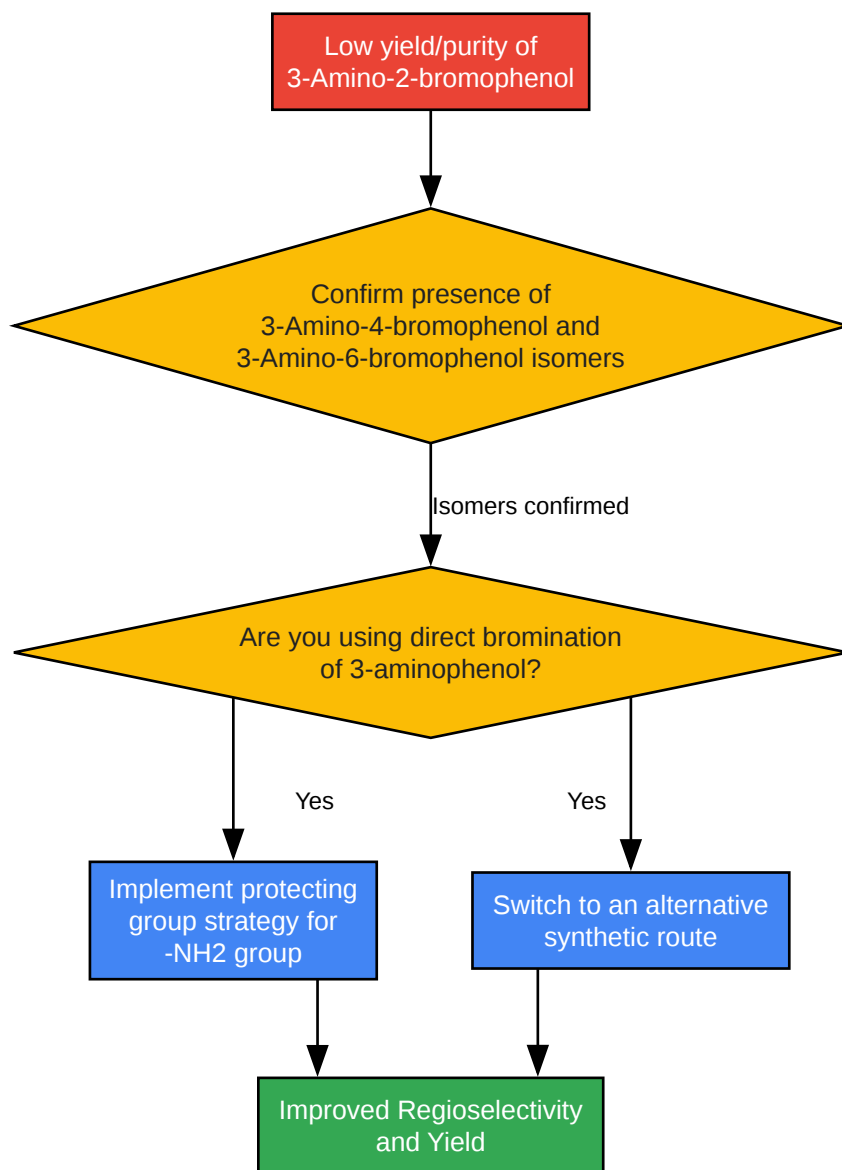 Low yield/purity of
3-Amino-2-bromophenol
Confirm presence of
3-Amino-4-bromophenol and
3-Amino-6-bromophenol isomers
Isomers confirmed
Are you using direct bromination
of 3-aminophenol?
Yes
Yes
Implement protecting
group strategy for
-NH2 group
Switch to an alternative
synthetic route
Improved Regioselectivity
and Yield